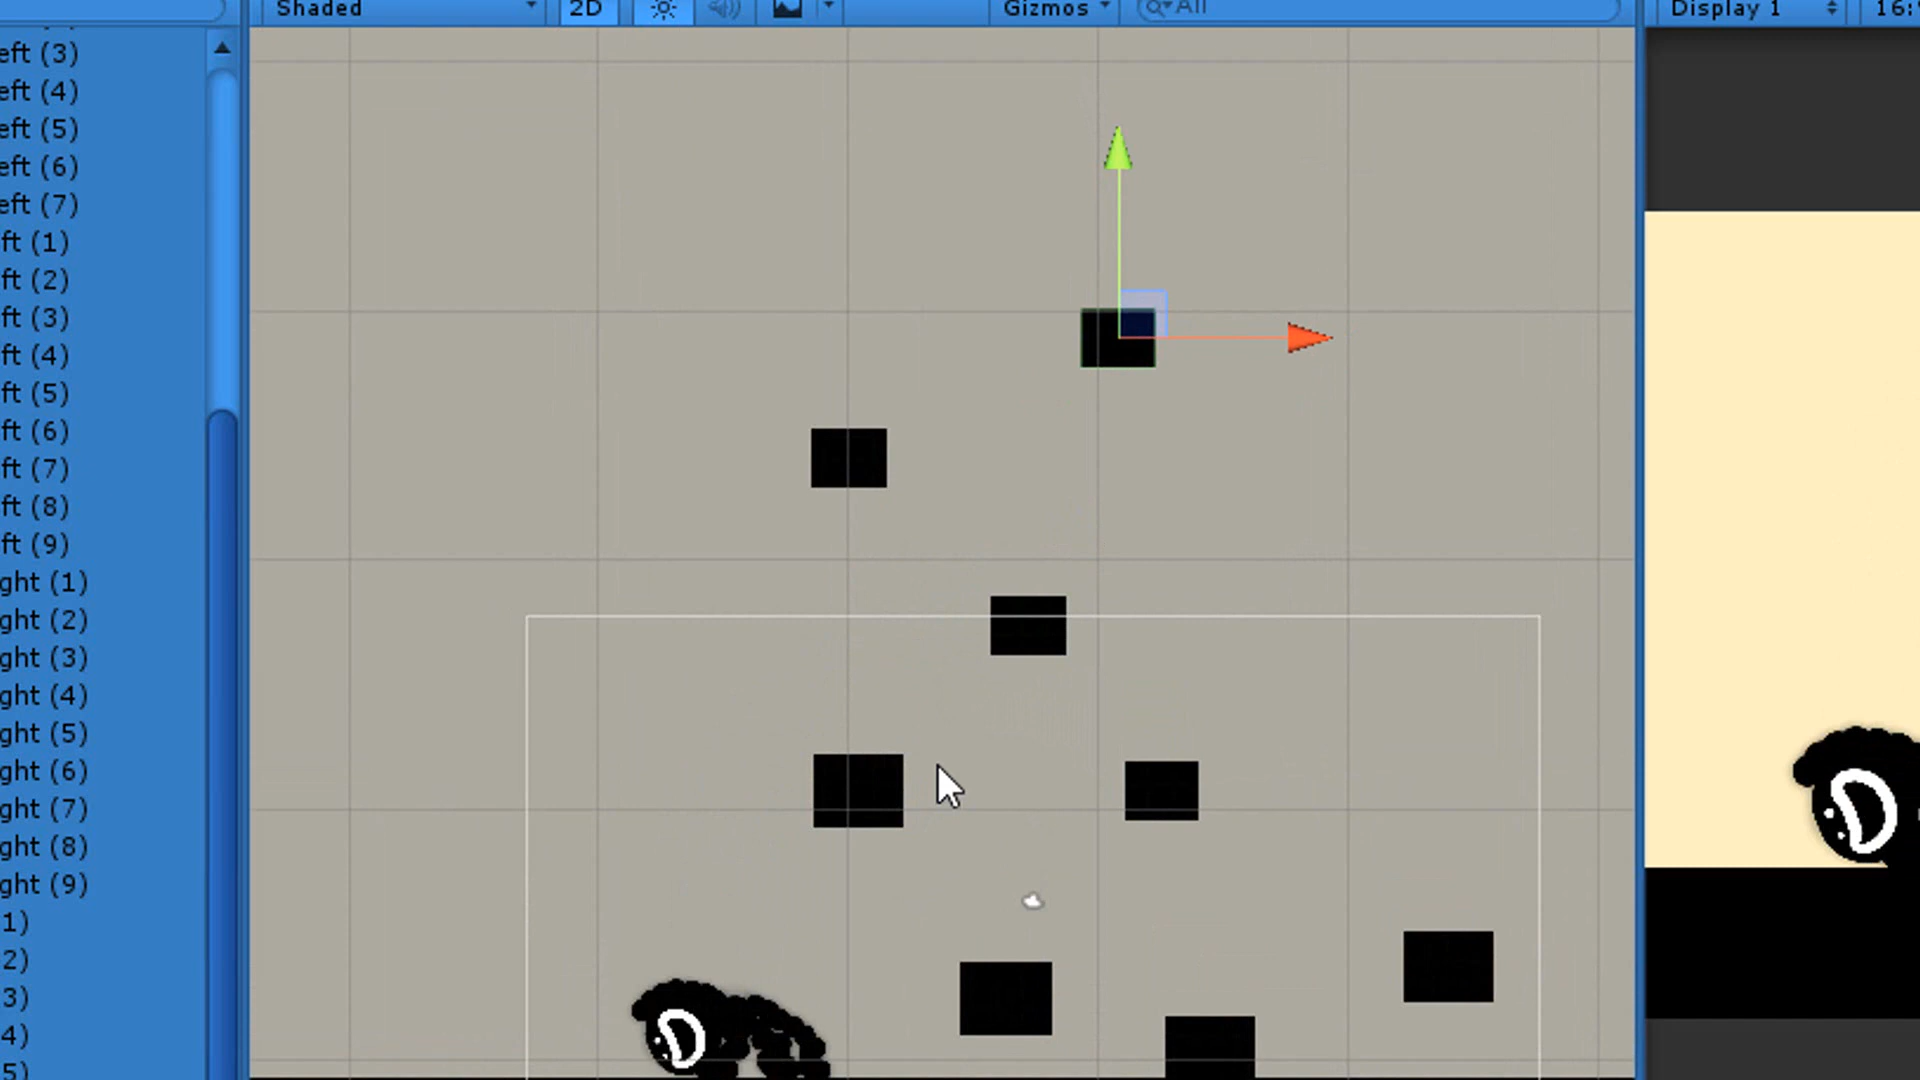 Shaded 2D Gizmos All Display 1 16:
eft (3)
eft (4)
eft (5)
eft (6)
eft (7)
ft (1)
ft (2)
ft (3)
ft (4)
ft (5)
ft (6)
ft (7)
ft (8)
ft (9)
ght (1)
ght (2)
ght (3)
ght (4)
ght (5)
ght (6)
ght (7)
ght (8)
ght (9)
1)
2)
3)
4)
5)